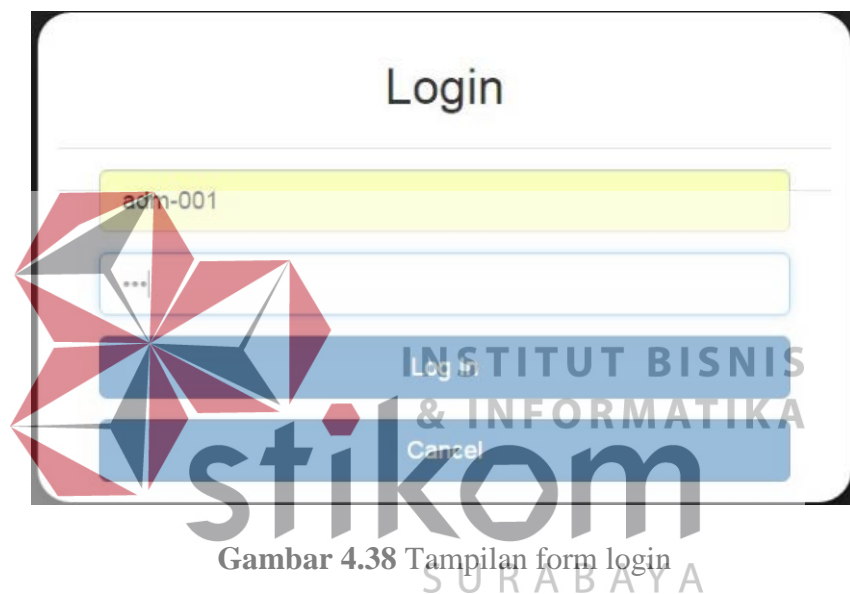 Login
adm-001
•••
Log In
INSTITUT BISNIS
& INFORMATIKA
Cancel
stikom
Gambar 4.38 Tampilan form login
SURABAYA